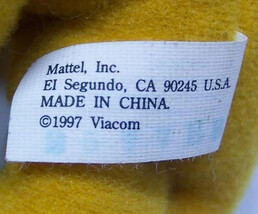 Mattel, Inc.
El Segundo, CA 90245 U.S.A.
MADE IN CHINA.
©1997 Viacom